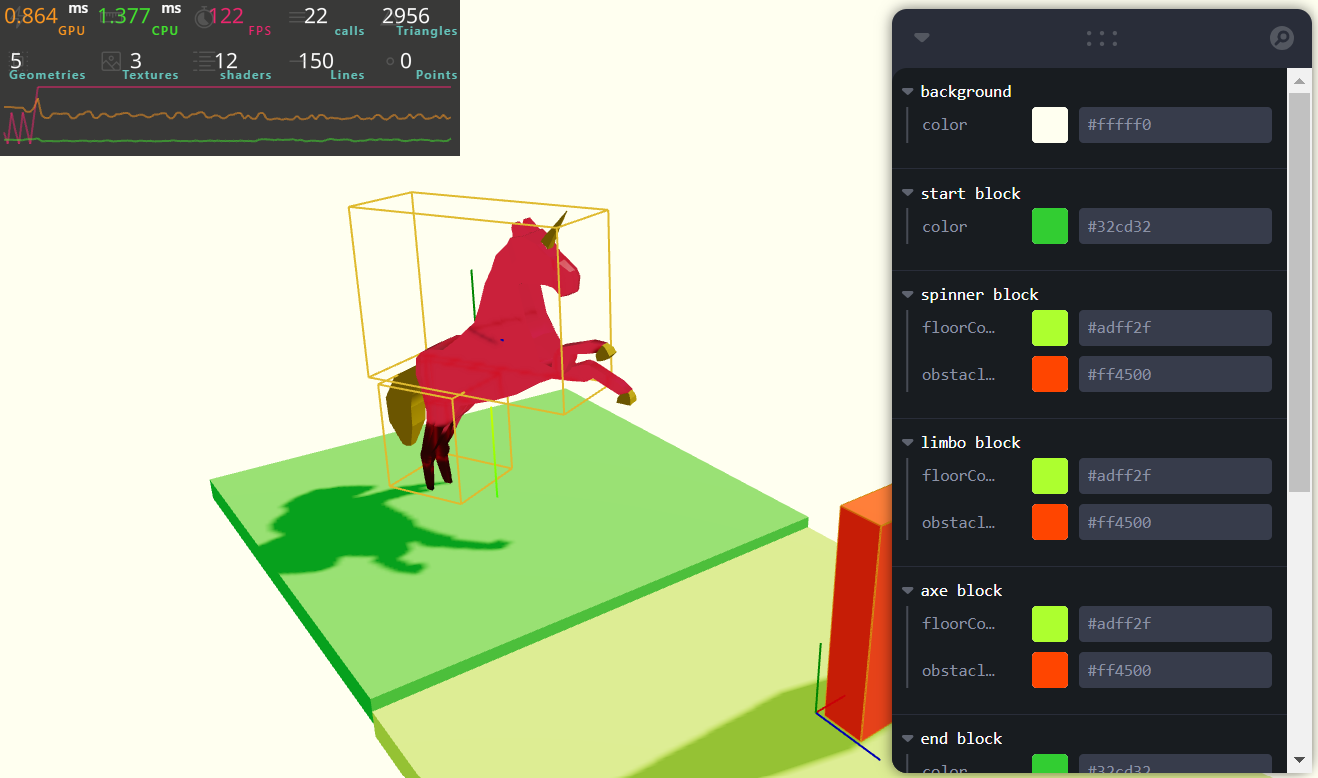 0.864 ms GPU 1.377 ms CPU 122 FPS 22 calls 2956 Triangles
5 Geometries 3 Textures 12 shaders 150 Lines 0 Points
background
color #fffff0
start block
color #32cd32
spinner block
floorCo… #adff2f
obstacl… #ff4500
limbo block
floorCo… #adff2f
obstacl… #ff4500
axe block
floorCo… #adff2f
obstacl… #ff4500
end block
color #32cd32